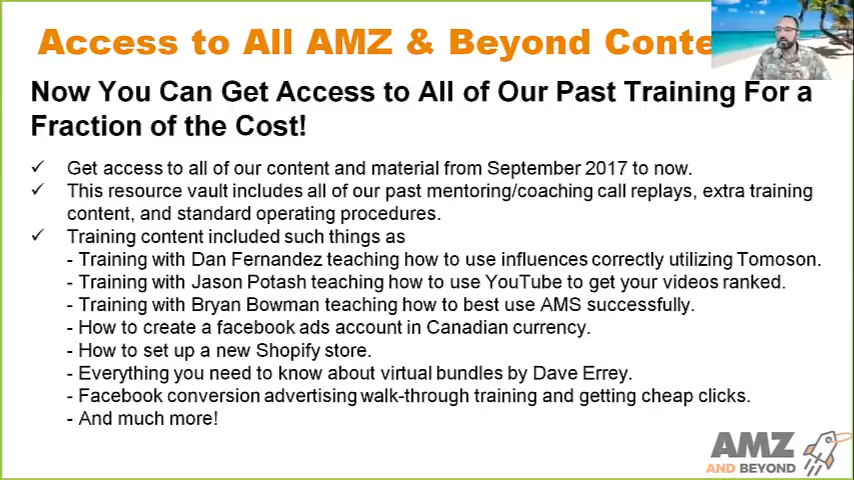 Access to All AMZ & Beyond Conte
Now You Can Get Access to All of Our Past Training For a
Fraction of the Cost!
✓ Get access to all of our content and material from September 2017 to now.
✓ This resource vault includes all of our past mentoring/coaching call replays, extra training
content, and standard operating procedures.
✓ Training content included such things as
- Training with Dan Fernandez teaching how to use influences correctly utilizing Tomoson.
- Training with Jason Potash teaching how to use YouTube to get your videos ranked.
- Training with Bryan Bowman teaching how to best use AMS successfully.
- How to create a facebook ads account in Canadian currency.
- How to set up a new Shopify store.
- Everything you need to know about virtual bundles by Dave Errey.
- Facebook conversion advertising walk-through training and getting cheap clicks.
- And much more!
AMZ
AND BEYOND